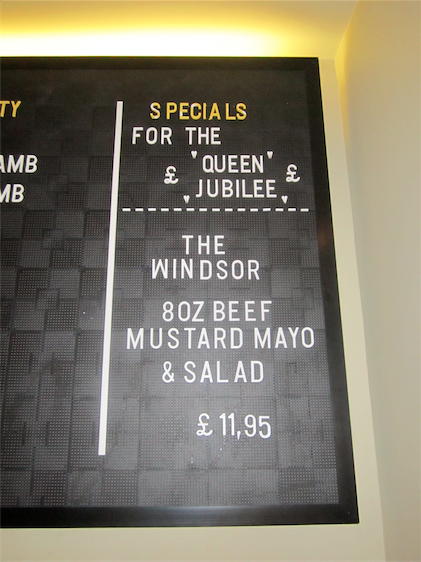 TY
AMB
MB
SPECIALS
FOR THE
£ 'QUEEN' £
JUBILEE
THE
WINDSOR
8OZ BEEF
MUSTARD MAYO
& SALAD
£11,95